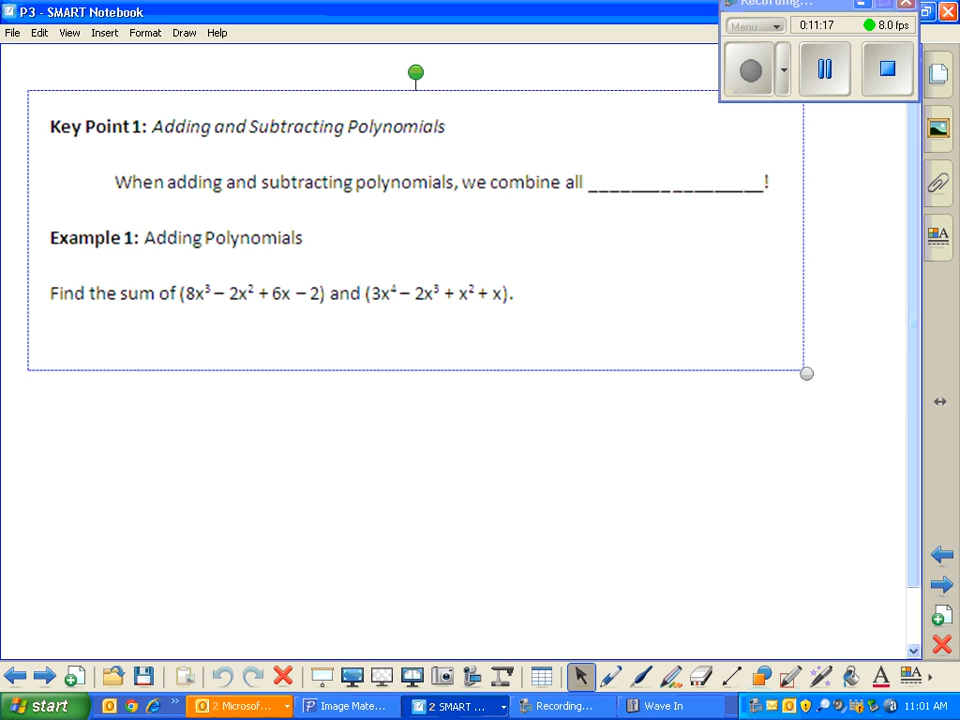 P3 - SMART Notebook
Recording...
File Edit View Insert Format Draw Help
Menu 0:11:17 8.0 fps
Key Point 1: Adding and Subtracting Polynomials
When adding and subtracting polynomials, we combine all _________________!
Example 1: Adding Polynomials
Find the sum of (8x³ – 2x² + 6x – 2) and (3x⁴ – 2x³ + x² + x).
start 2 Microsof... Image Mate... 2 SMART ... Recording... Wave In 11:01 AM